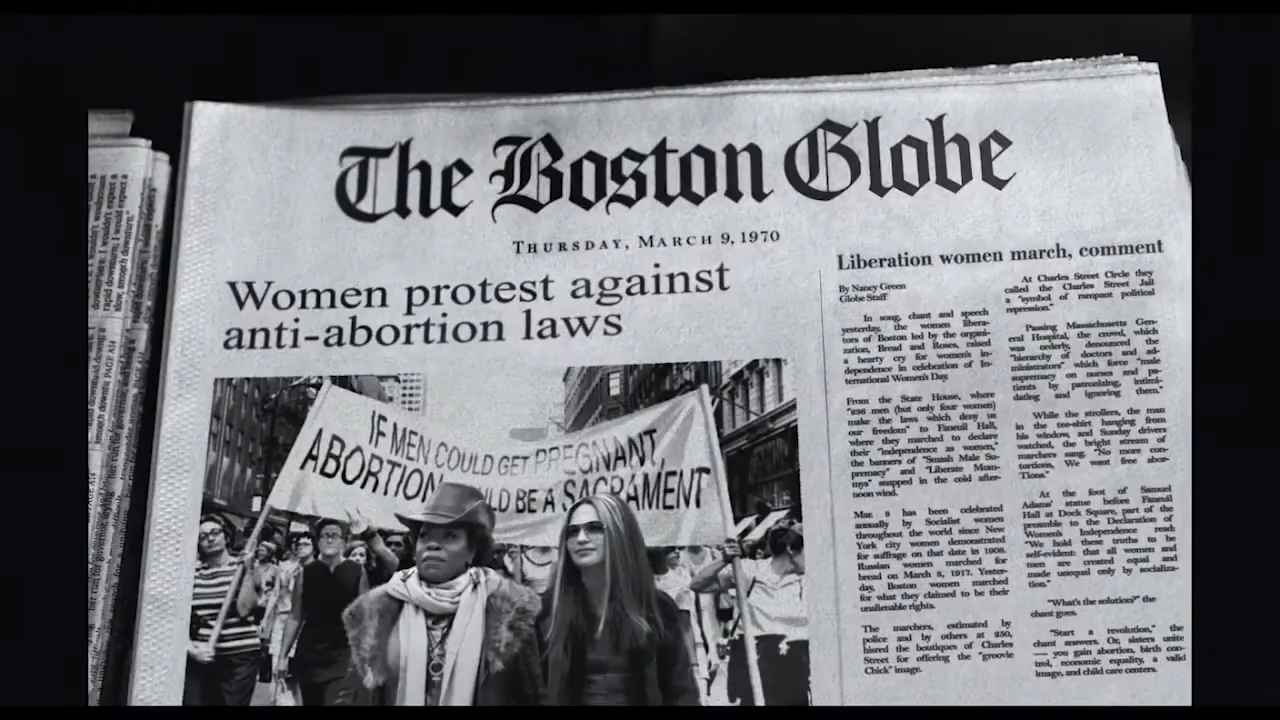 The Boston Globe
THURSDAY, MARCH 9, 1970
Women protest against
anti-abortion laws
IF MEN COULD GET PREGNANT,
ABORTION LD BE A SACRAMENT
Liberation women march, comment
By Nancy Green
Globe Staff
In song, chant and speech
yesterday, the women libera-
tors of Boston led by the organi-
zation, Bread and Roses, raised
a hearty cry for women's in-
dependence in celebration of In-
ternational Women's Day.
From the State House, where
"236 men (but only four women)
make the laws which deny us
our freedom" to Faneuil Hall,
where they marched to declare
their "independence as women,"
the banners of "Smash Male Su-
premacy" and "Liberate Mom-
mys" snapped in the cold after-
noon wind.
Mar. 8 has been celebrated
annually by Socialist women
throughout the world since New
York city women demonstrated
for suffrage on that date in 1908.
Russian women marched for
bread on March 8, 1917. Yester-
day, Boston women marched
for what they claimed to be their
unalienable rights.
The marchers, estimated by
police and by others at 250,
hissed the boutiques of Charles
Street for offering the "groovie
Chick" image.
At Charles Street Circle they
called the Charles Street Jail
a "symbol of rampant political
repression."
Passing Massachusetts Gen-
eral Hospital, the crowd, which
was orderly, denounced the
"hierarchy of doctors and ad-
ministrators" which force "male
supremacy on nurses and pa-
tients by patronizing, intimi-
dating and ignoring them."
While the strollers, the man
in the tee-shirt hanging from
his window, and Sunday drivers
watched, the bright stream of
marchers sang. "No more con-
tortions, We want free abor-
Tions."
At the foot of Samuel
Adams' statue before Faneuil
Hall at Dock Square, part of the
preamble to the Declaration of
Women's Independence read:
"We hold these truths to be
self-evident: that all women and
men are created equal and
made unequal only by socializa-
tion."
"What's the solution?" the
chant goes.
"Start a revolution," the
chant answers. Or, sisters unite
— you gain abortion, birth con-
trol, economic equality, a valid
image, and child care centers.